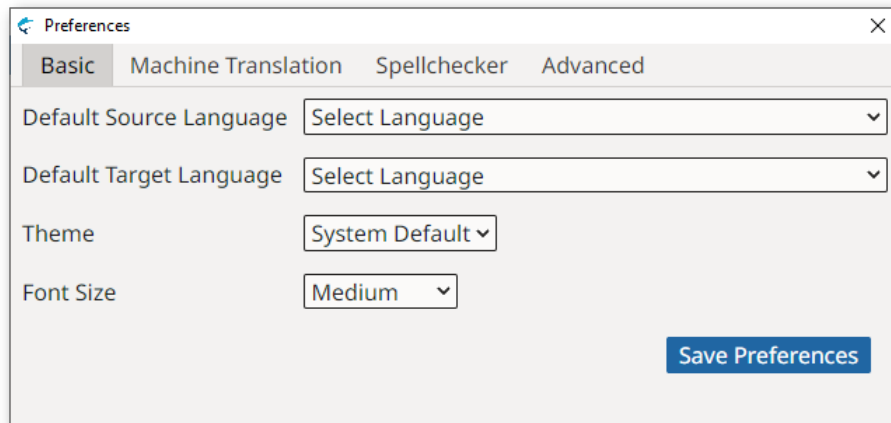 Preferences
Basic Machine Translation Spellchecker Advanced
Default Source Language Select Language
Default Target Language Select Language
Theme System Default
Font Size Medium
Save Preferences